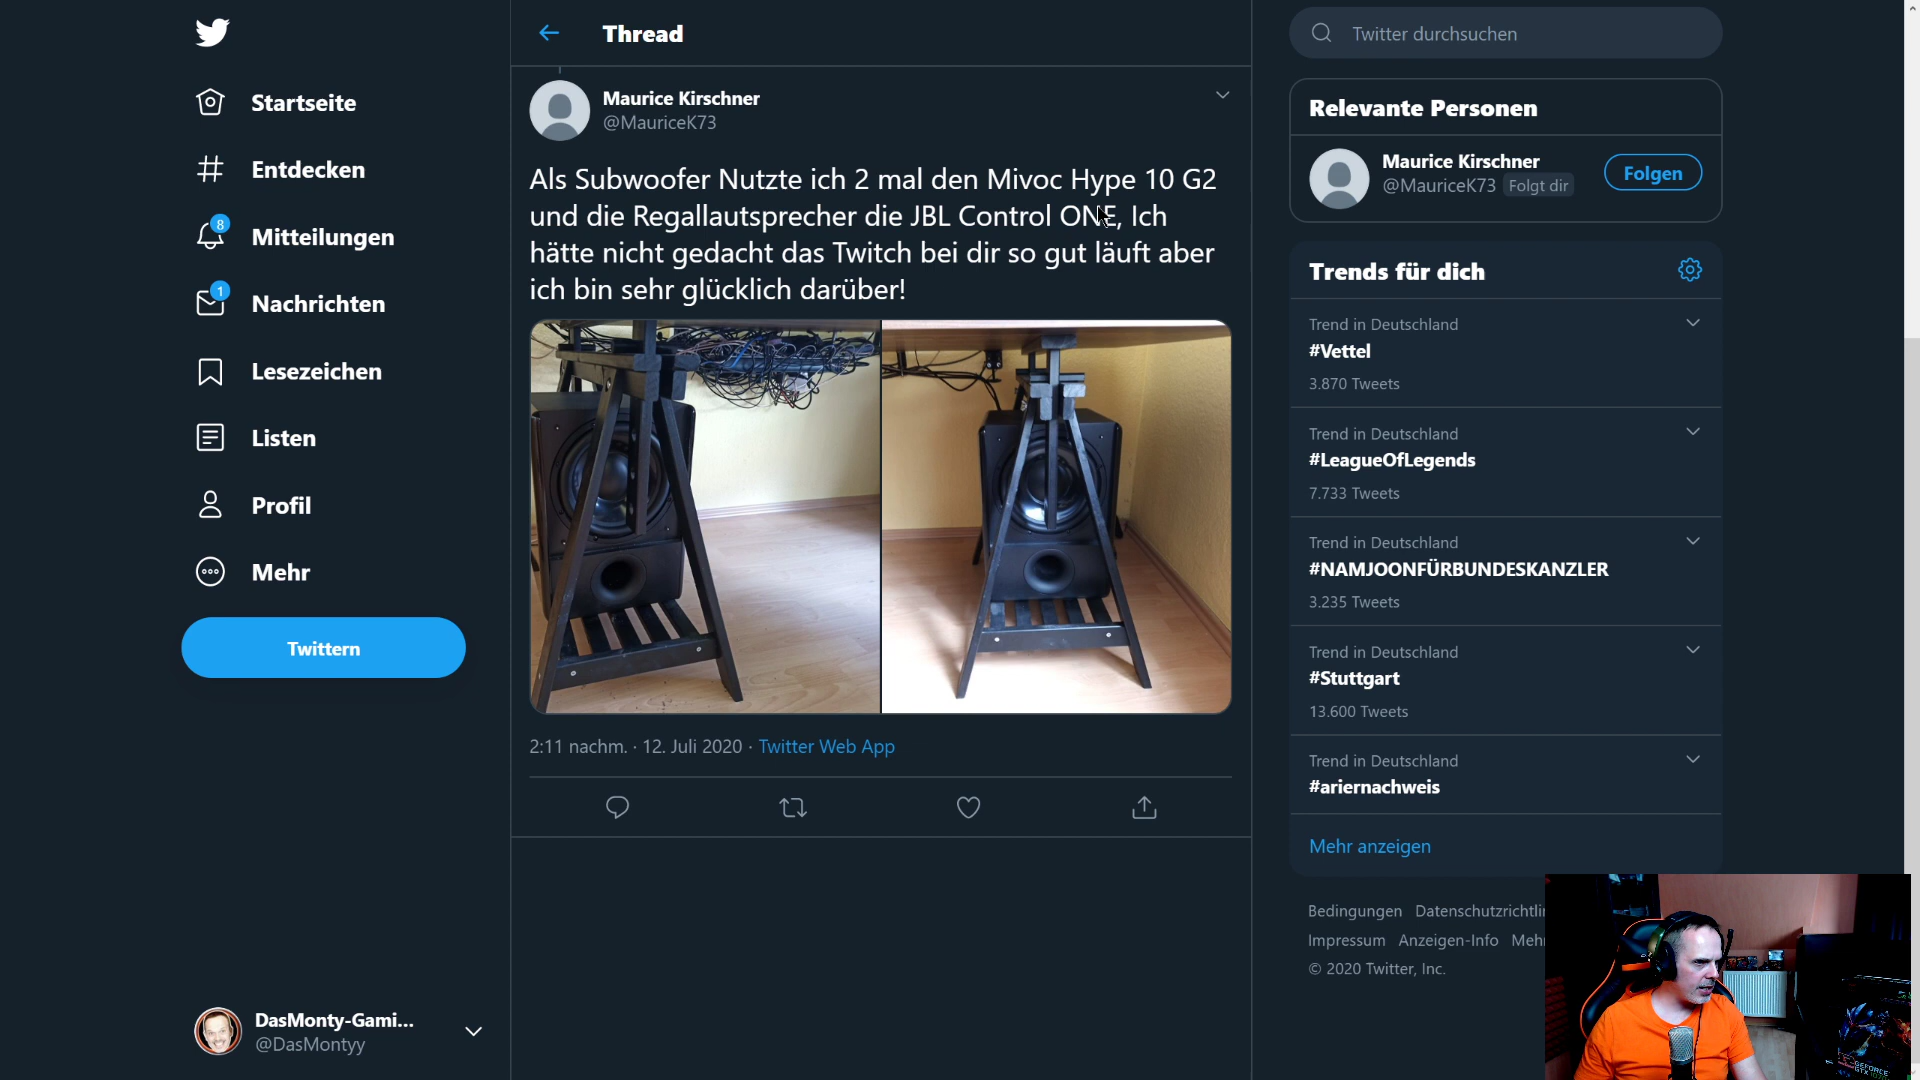 Startseite
Entdecken
8
Mitteilungen
1
Nachrichten
Lesezeichen
Listen
Profil
Mehr
Twittern
DasMonty-Gami...
@DasMontyy
Thread
Maurice Kirschner
@MauriceK73
Als Subwoofer Nutzte ich 2 mal den Mivoc Hype 10 G2
und die Regallautsprecher die JBL Control ONE, Ich
hätte nicht gedacht das Twitch bei dir so gut läuft aber
ich bin sehr glücklich darüber!
2:11 nachm. · 12. Juli 2020 · Twitter Web App
Twitter durchsuchen
Relevante Personen
Maurice Kirschner
@MauriceK73 Folgt dir
Folgen
Trends für dich
Trend in Deutschland
#Vettel
3.870 Tweets
Trend in Deutschland
#LeagueOfLegends
7.733 Tweets
Trend in Deutschland
#NAMJOONFÜRBUNDESKANZLER
3.235 Tweets
Trend in Deutschland
#Stuttgart
13.600 Tweets
Trend in Deutschland
#ariernachweis
Mehr anzeigen
Bedingungen Datenschutzrichtli
Impressum Anzeigen-Info Meh
© 2020 Twitter, Inc.
GEFORCE